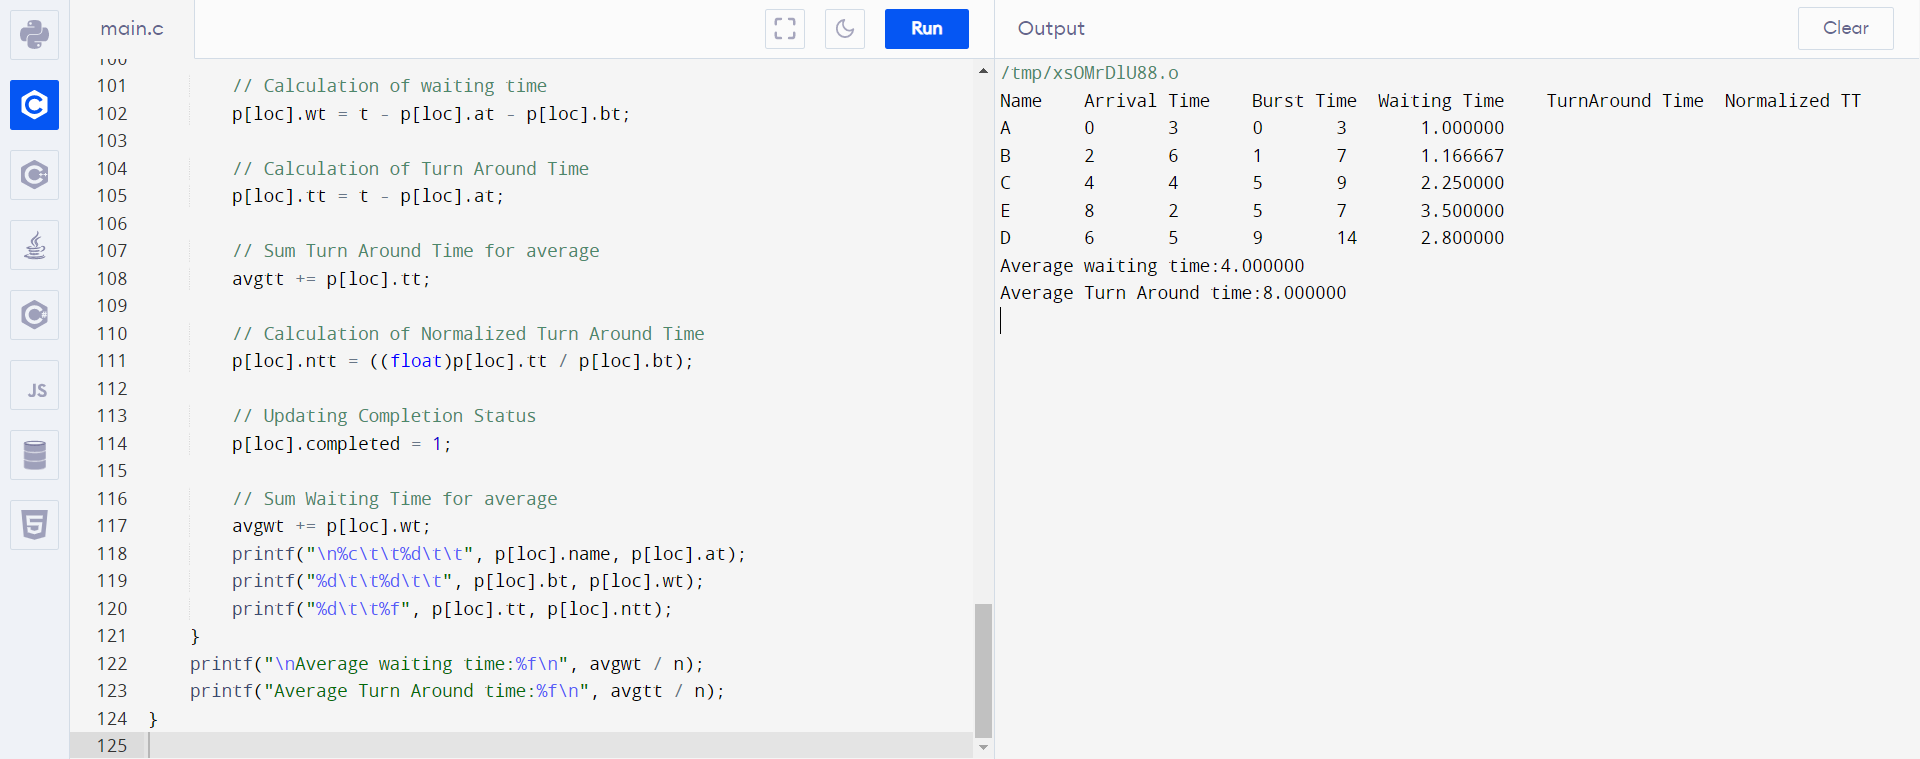 main.c
Run
Output
Clear
JS
100
101 // Calculation of waiting time
102 p[loc].wt = t - p[loc].at - p[loc].bt;
103
104 // Calculation of Turn Around Time
105 p[loc].tt = t - p[loc].at;
106
107 // Sum Turn Around Time for average
108 avgtt += p[loc].tt;
109
110 // Calculation of Normalized Turn Around Time
111 p[loc].ntt = ((float)p[loc].tt / p[loc].bt);
112
113 // Updating Completion Status
114 p[loc].completed = 1;
115
116 // Sum Waiting Time for average
117 avgwt += p[loc].wt;
118 printf("\n%c\t\t%d\t\t", p[loc].name, p[loc].at);
119 printf("%d\t\t%d\t\t", p[loc].bt, p[loc].wt);
120 printf("%d\t\t%f", p[loc].tt, p[loc].ntt);
121 }
122 printf("\nAverage waiting time:%f\n", avgwt / n);
123 printf("Average Turn Around time:%f\n", avgtt / n);
124 }
125
/tmp/xsOMrDlU88.o
Name Arrival Time Burst Time Waiting Time TurnAround Time Normalized TT
A 0 3 0 3 1.000000
B 2 6 1 7 1.166667
C 4 4 5 9 2.250000
E 8 2 5 7 3.500000
D 6 5 9 14 2.800000
Average waiting time:4.000000
Average Turn Around time:8.000000